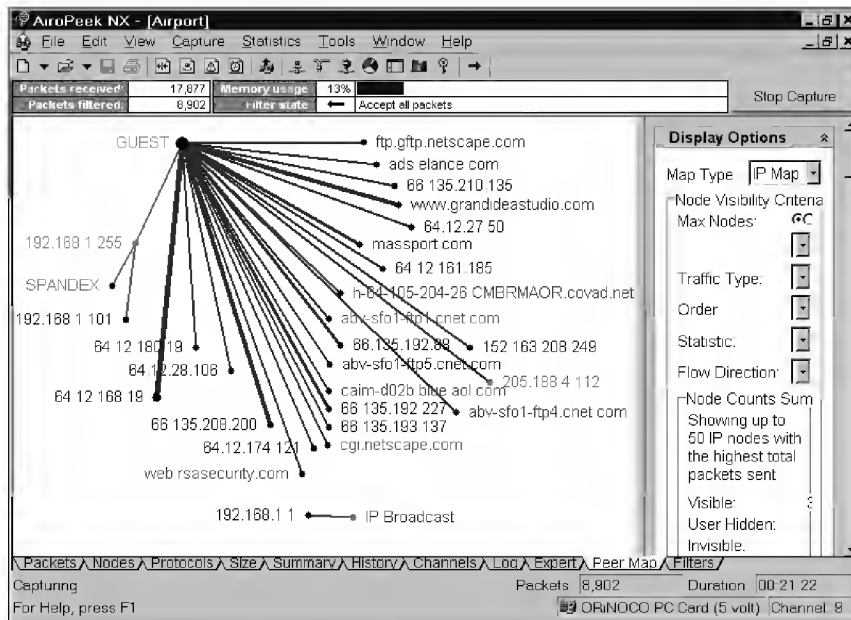 AiroPeek NX - [Airport]
File Edit View Capture Statistics Tools Window Help
Packets received: 17,877 Memory usage 13%
Packets filtered: 8,902 Filter state Accept all packets
Stop Capture
GUEST
ftp.gftp.netscape.com
ads elance com
66 135.210.135
www.grandideastudio.com
64.12.27 50
192.168 1 255
massport.com
64 12 161.185
SPANDEX
h-64-105-204-26 CMBRMAOR.covad.net
192.168 1 101
abv-sfo1-ftp1.cnet com
64 12 180 19
66.135.192.88
152 163 208 249
64.12.28.106
abv-sfo1-ftp5.cnet.com
205.188 4 112
64 12 168 19
caim-d02b blue aol com
66 135.192 227
abv-sfo1-ftp4.cnet com
66 135.208.200
66 135.193 137
64.12.174 121
cgi.netscape.com
web rsasecurity.com
192.168.1 1
IP Broadcast
Display Options
Map Type IP Map
Node Visibility Criteria
Max Nodes:
Traffic Type:
Order
Statistic:
Flow Direction:
Node Counts Sum
Showing up to
50 IP nodes with
the highest total
packets sent
Visible:
User Hidden:
Invisible.
Packets Nodes Protocols Size Summary History Channels Log Expert Peer Map Filters
Capturing Packets 8,902 Duration 00:21 22
For Help, press F1 ORiNOCO PC Card (5 volt) Channel: 9